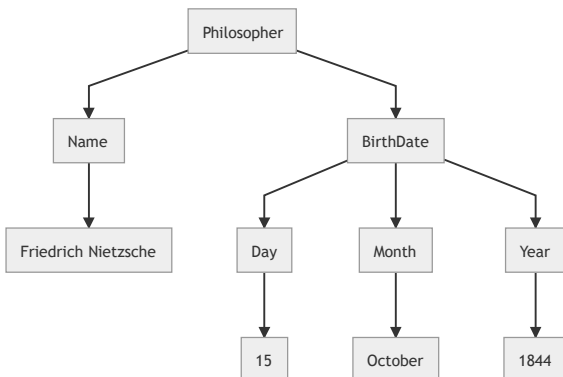 Philosopher
Name
BirthDate
Friedrich Nietzsche
Day
Month
Year
15
October
1844